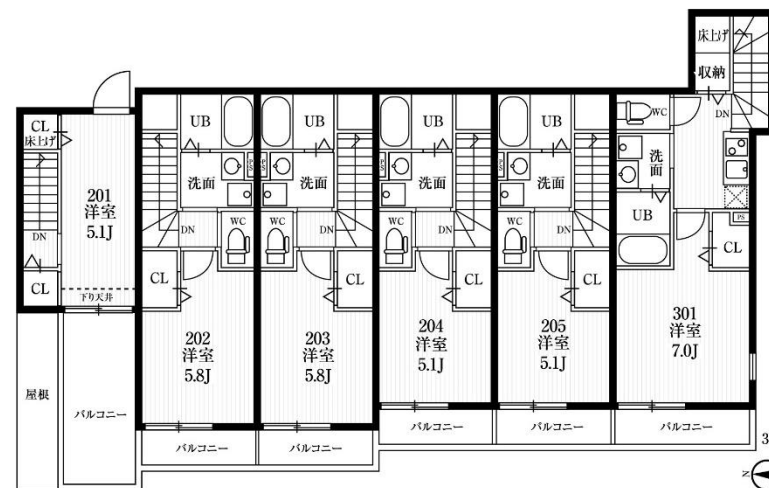 CL
床上げ
201
洋室
5.1J
DN
CL
下り天井
屋根
バルコニー
UB
洗面
PS
DN
WC
CL
202
洋室
5.8J
バルコニー
UB
PS
洗面
WC
CL
203
洋室
5.8J
バルコニー
UB
PS
洗面
WC
DN
CL
204
洋室
5.1J
バルコニー
UB
PS
洗面
WC
CL
205
洋室
5.1J
バルコニー
床上げ
収納
WC
DN
洗面
UB
PS
CL
301
洋室
7.0J
バルコニー
3
N